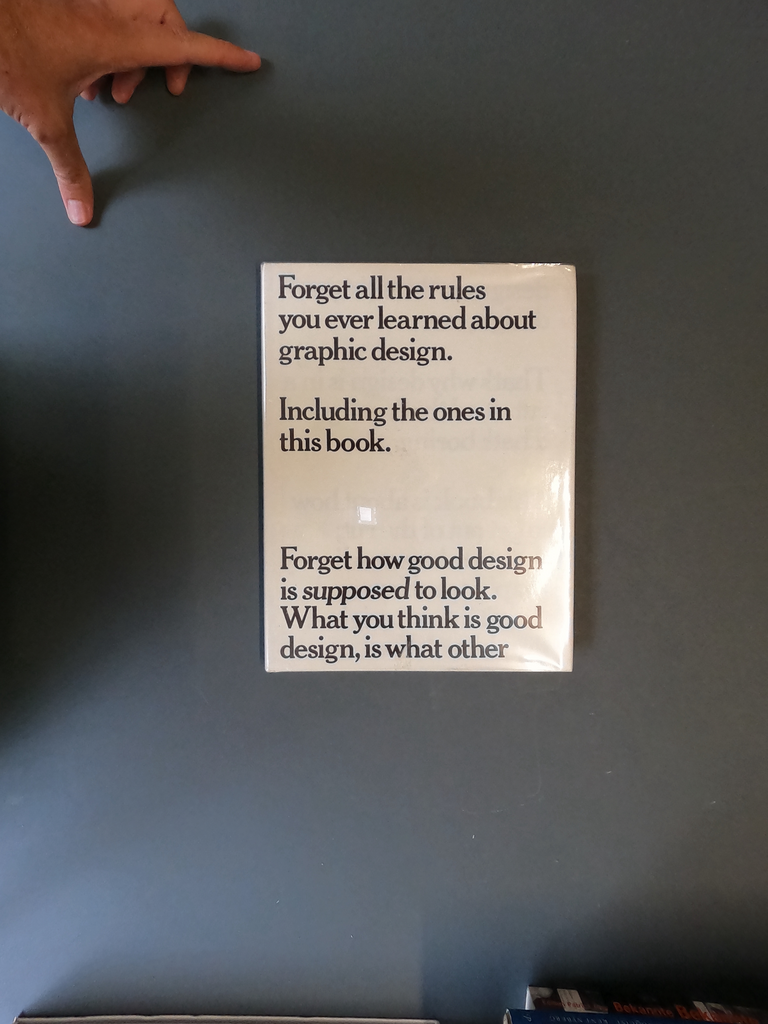 Forget all the rules
you ever learned about
graphic design.
Including the ones in
this book.
Forget how good design
is supposed to look.
What you think is good
design, is what other
Bekannte